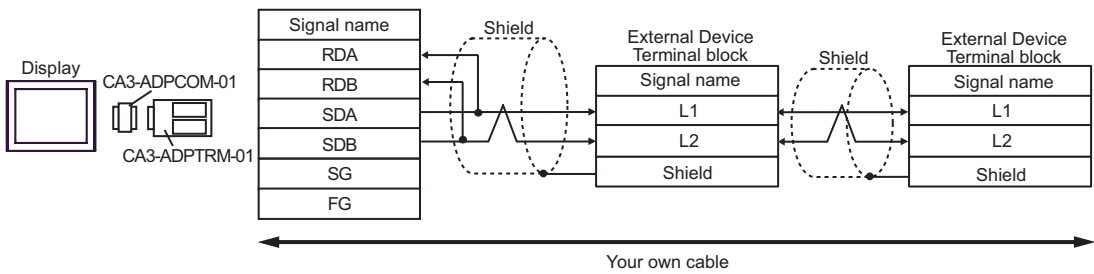 Display
CA3-ADPCOM-01
CA3-ADPTRM-01
Signal name
RDA
RDB
SDA
SDB
SG
FG
Shield
External Device
Terminal block
Signal name
L1
L2
Shield
Shield
External Device
Terminal block
Signal name
L1
L2
Shield
Your own cable